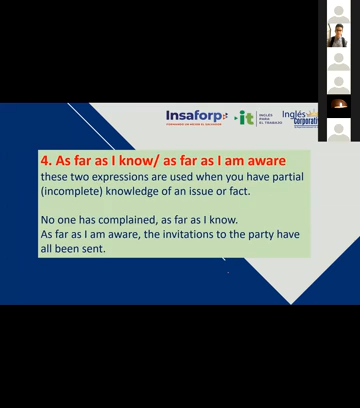 Insaforp
it
INGLÉS
PARA
EL TRABAJO
Inglés
Corporativo
4. As far as I know/ as far as I am aware
these two expressions are used when you have partial
(incomplete) knowledge of an issue or fact.
No one has complained, as far as I know.
As far as I am aware, the invitations to the party have
all been sent.